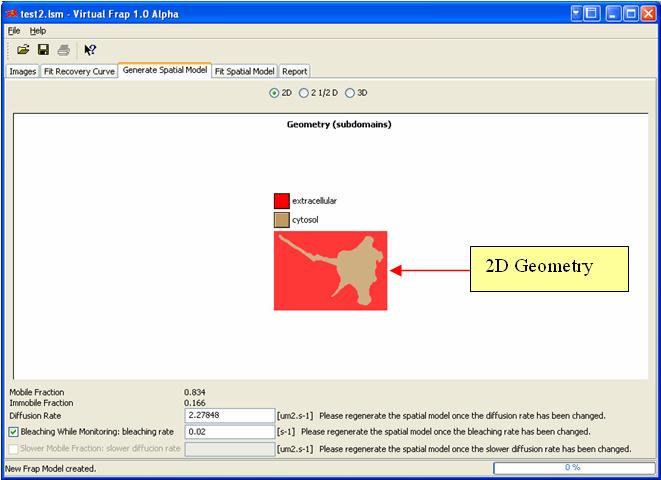 test2.lsm - Virtual Frap 1.0 Alpha
File Help
Images Fit Recovery Curve Generate Spatial Model Fit Spatial Model Report
2D 2 1/2 D 3D
Geometry (subdomains)
extracellular
cytosol
2D Geometry
Mobile Fraction 0.834
Immobile Fraction 0.166
Diffusion Rate 2.27848 [um2.s-1] Please regenerate the spatial model once the diffusion rate has been changed.
Bleaching While Monitoring: bleaching rate 0.02 [s-1] Please regenerate the spatial model once the bleaching rate has been changed.
Slower Mobile Fraction: slower diffucion rate [um2.s-1] Please regenerate the spatial model once the slower diffusion rate has been changed.
New Frap Model created. 0 %